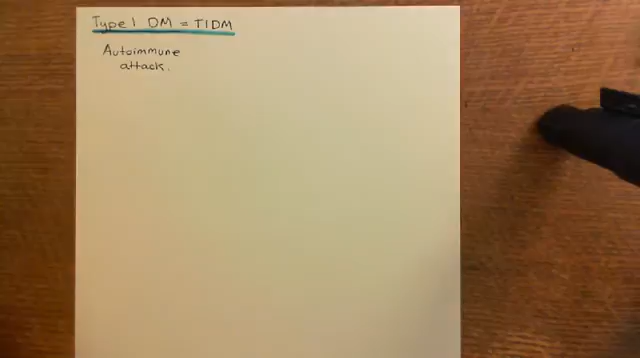 Type 1 DM = T1DM
Autoimmune
attack.